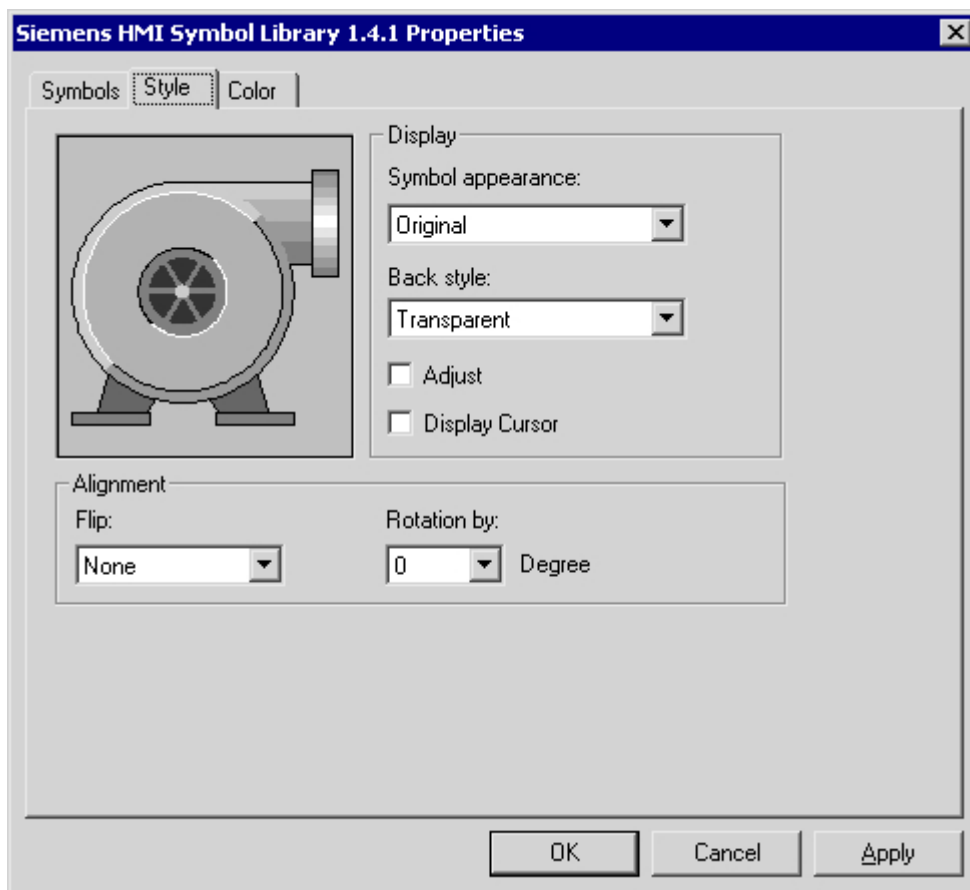 Siemens HMI Symbol Library 1.4.1 Properties
Symbols Style Color
Display
Symbol appearance:
Original
Back style:
Transparent
Adjust
Display Cursor
Alignment
Flip: Rotation by:
None 0 Degree
OK Cancel Apply